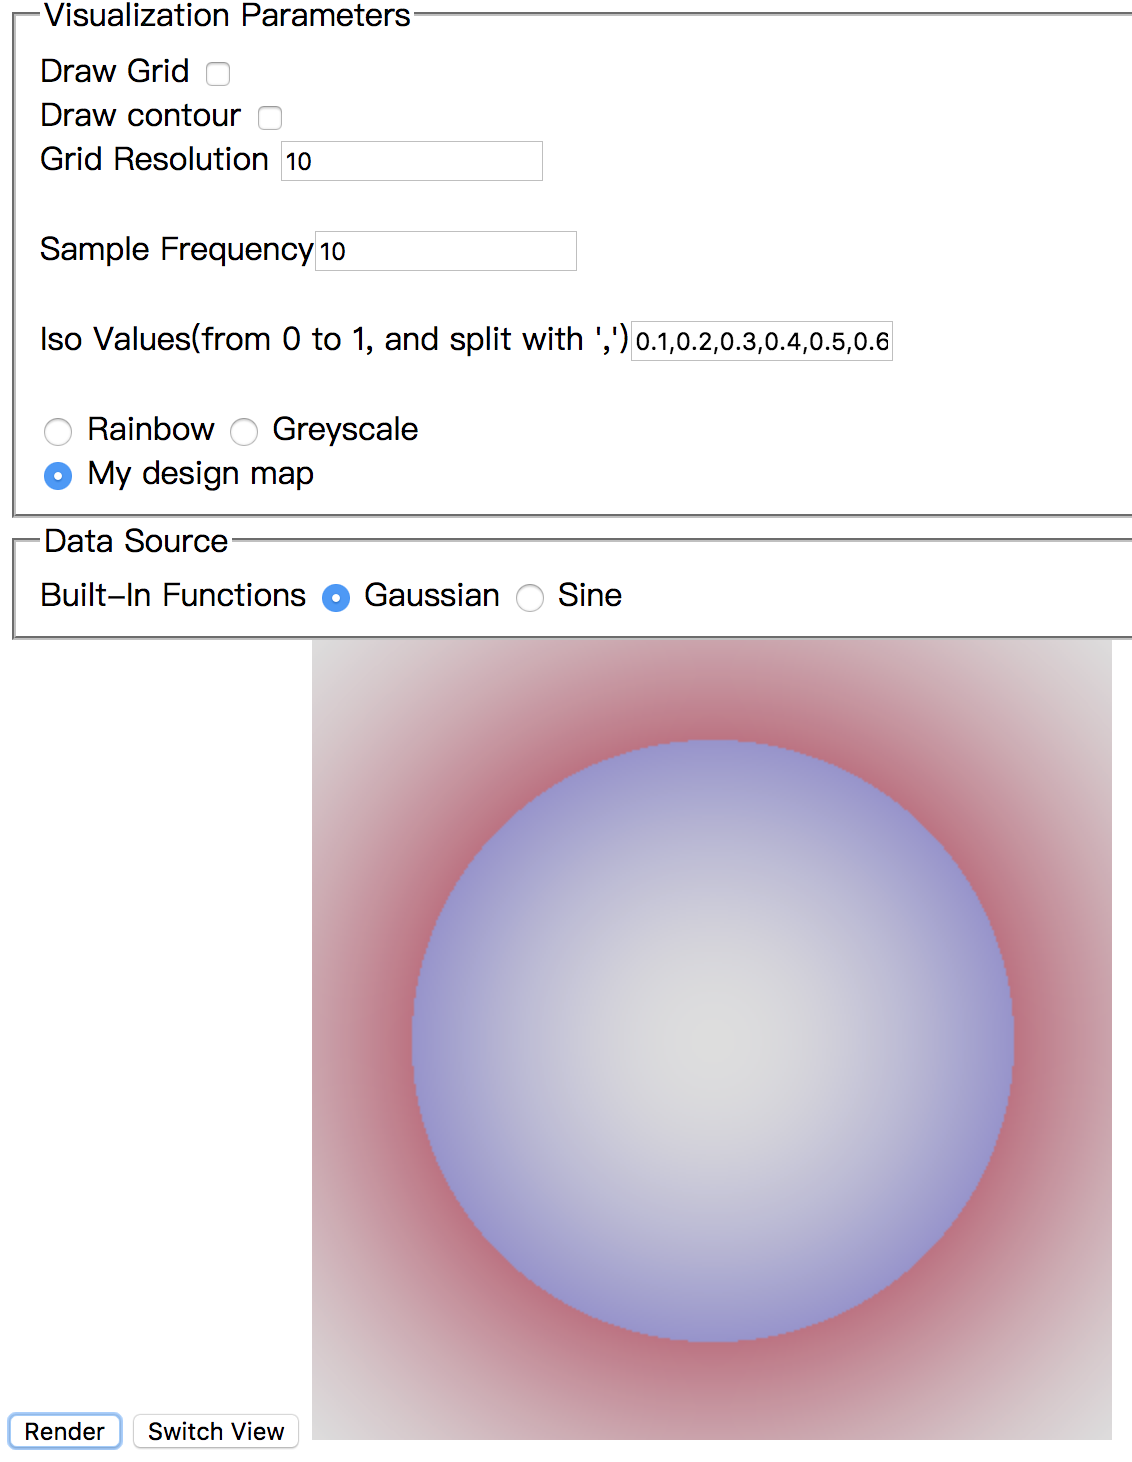 Visualization Parameters
Draw Grid
Draw contour
Grid Resolution 10
Sample Frequency 10
Iso Values(from 0 to 1, and split with ',') 0.1,0.2,0.3,0.4,0.5,0.6
Rainbow Greyscale
My design map
Data Source
Built-In Functions Gaussian Sine
Render Switch View